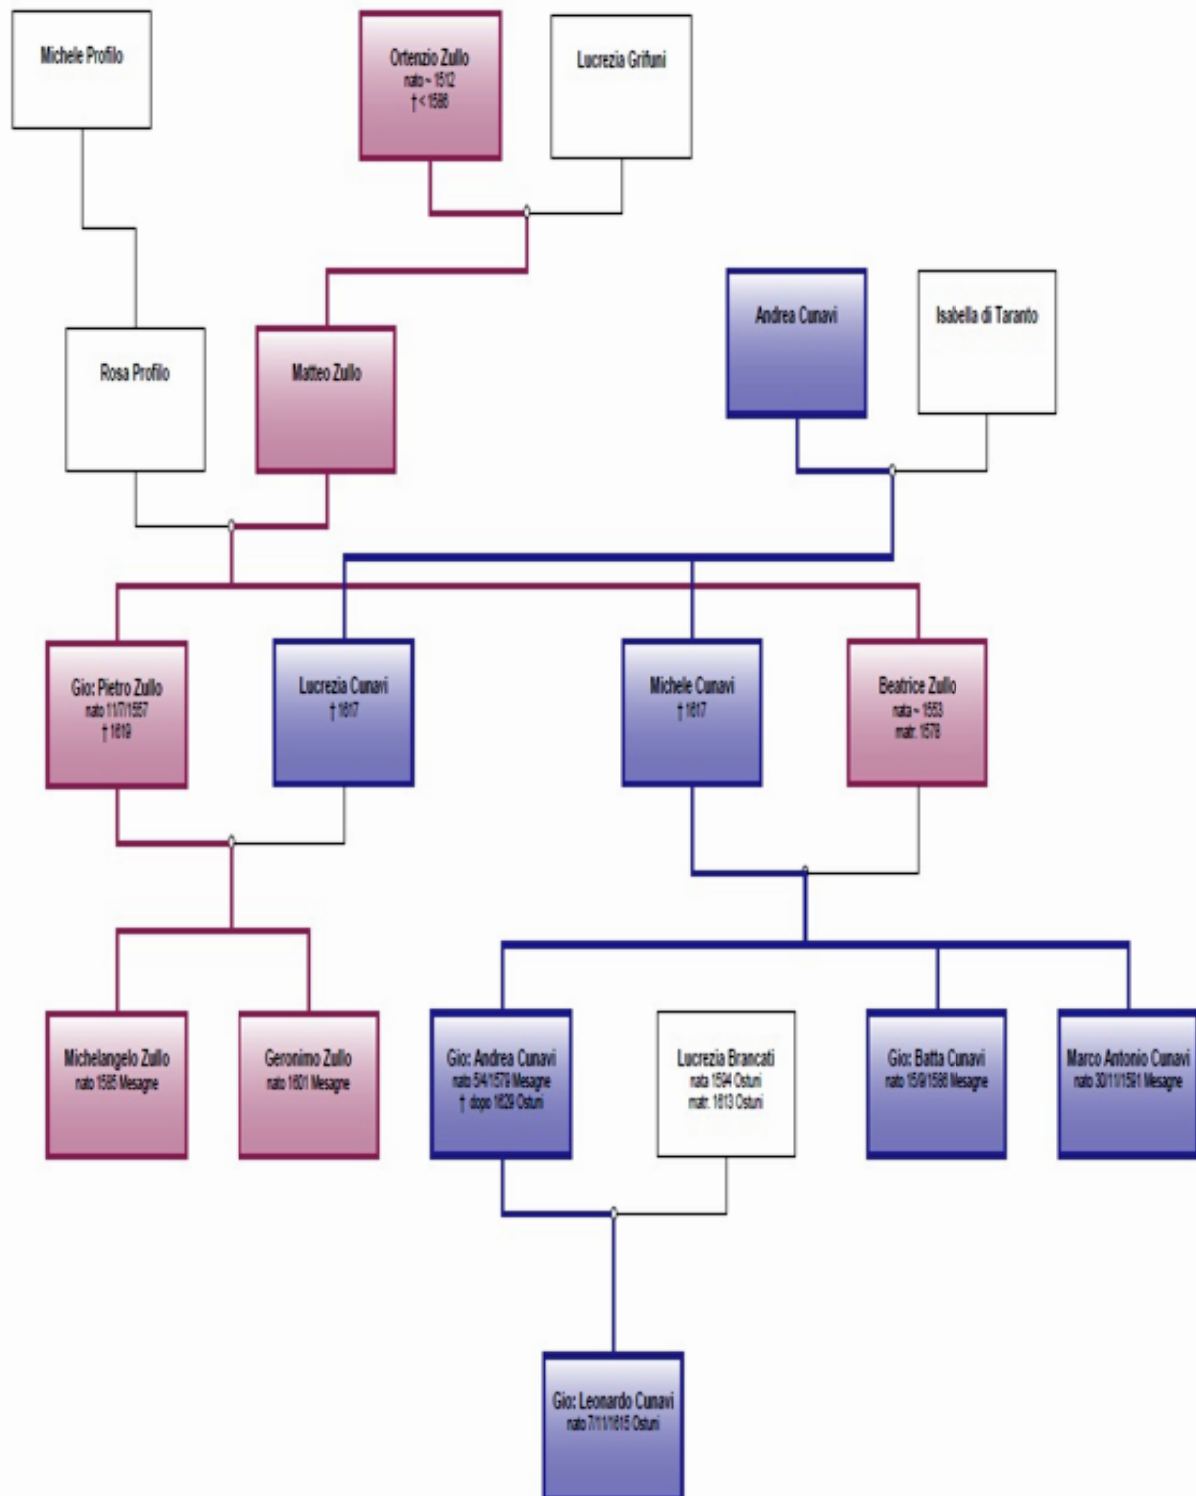 Michele Profilo
Ortenzio Zullo
nato ~ 1512
† < 1586
Lucrezia Grifuni
Rosa Profilo
Matteo Zullo
Andrea Cunavi
Isabella di Taranto
Gio: Pietro Zullo
nato 11/7/1557
† 1619
Lucrezia Cunavi
† 1617
Michele Cunavi
† 1617
Beatrice Zullo
nata ~ 1553
matr. 1578
Michelangelo Zullo
nato 1585 Mesagne
Geronimo Zullo
nato 1601 Mesagne
Gio: Andrea Cunavi
nato 5/4/1579 Mesagne
† dopo 1629 Ostuni
Lucrezia Brancati
nata 1594 Ostuni
matr. 1613 Ostuni
Gio: Batta Cunavi
nato 15/9/1586 Mesagne
Marco Antonio Cunavi
nato 30/11/1591 Mesagne
Gio: Leonardo Cunavi
nato 7/11/1615 Ostuni